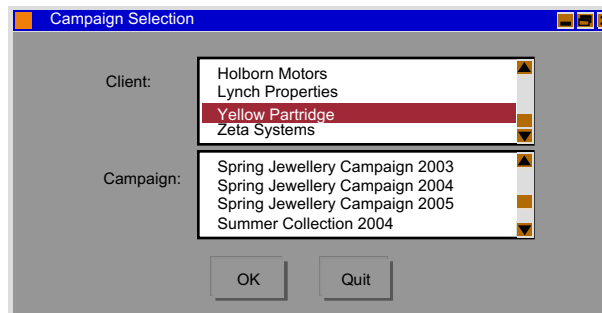 Campaign Selection
Client:
Holborn Motors
Lynch Properties
Yellow Partridge
Zeta Systems
Campaign:
Spring Jewellery Campaign 2003
Spring Jewellery Campaign 2004
Spring Jewellery Campaign 2005
Summer Collection 2004
OK
Quit